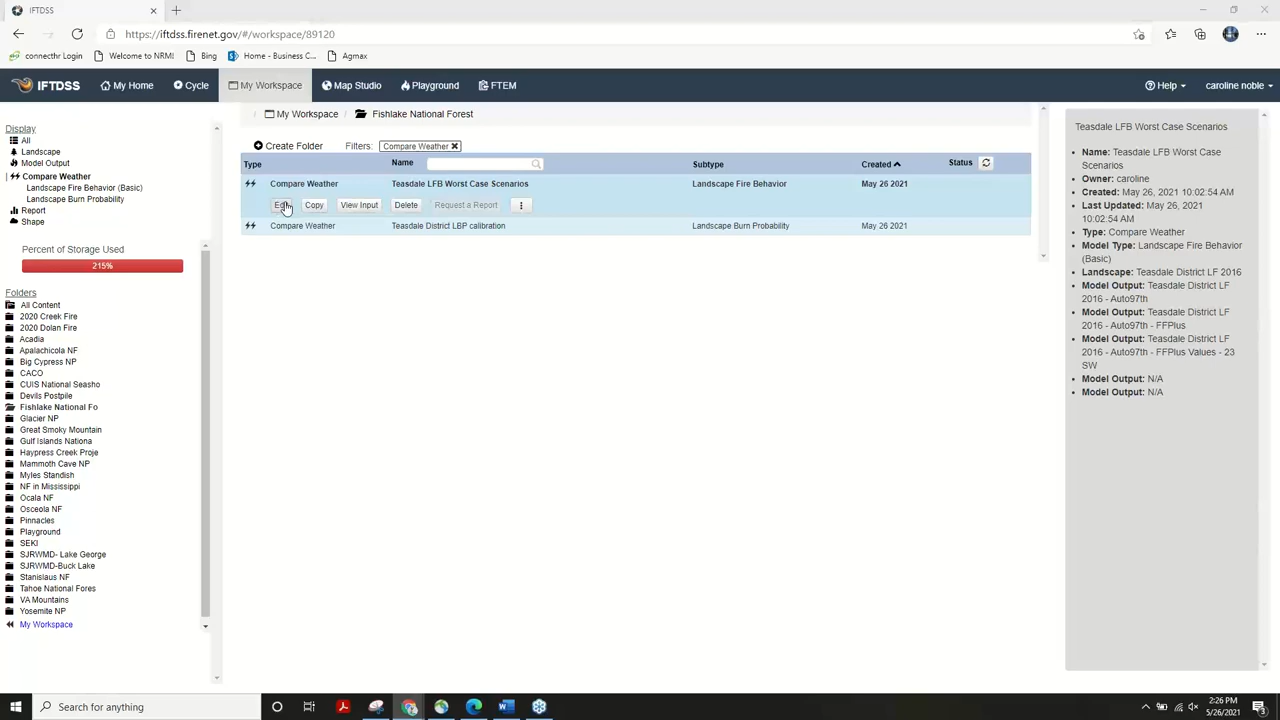 IFTDSS
https://iftdss.firenet.gov/#/workspace/89120
connecthr Login
Welcome to NRMI
Bing
Home - Business C...
Agmax
IFTDSS
My Home
Cycle
My Workspace
Map Studio
Playground
FTEM
Help
caroline noble
My Workspace
Fishlake National Forest
Create Folder
Filters:
Compare Weather
Type
Name
Subtype
Created
Status
Compare Weather
Teasdale LFB Worst Case Scenarios
Landscape Fire Behavior
May 26 2021
Copy
View Input
Delete
Request a Report
Compare Weather
Teasdale District LBP calibration
Landscape Burn Probability
May 26 2021
Display
All
Landscape
Model Output
Compare Weather
Landscape Fire Behavior (Basic)
Landscape Burn Probability
Report
Shape
Percent of Storage Used
215%
Folders
All Content
2020 Creek Fire
2020 Dolan Fire
Acadia
Apalachicola NF
Big Cypress NP
CACO
CUIS National Seasho
Devils Postpile
Fishlake National Fo
Glacier NP
Great Smoky Mountain
Gulf Islands Nationa
Haypress Creek Proje
Mammoth Cave NP
Myles Standish
NF in Mississippi
Ocala NF
Osceola NF
Pinnacles
Playground
SEKI
SJRWMD- Lake George
SJRWMD-Buck Lake
Stanislaus NF
Tahoe National Fores
VA Mountains
Yosemite NP
My Workspace
Teasdale LFB Worst Case Scenarios
Name: Teasdale LFB Worst Case
Scenarios
Owner: caroline
Created: May 26, 2021 10:02:54 AM
Last Updated: May 26, 2021
10:02:54 AM
Type: Compare Weather
Model Type: Landscape Fire Behavior
(Basic)
Landscape: Teasdale District LF 2016
Model Output: Teasdale District LF
2016 - Auto97th
Model Output: Teasdale District LF
2016 - Auto97th - FFPlus
Model Output: Teasdale District LF
2016 - Auto97th - FFPlus Values - 23
SW
Model Output: N/A
Model Output: N/A
Search for anything
2:26 PM
5/26/2021
3